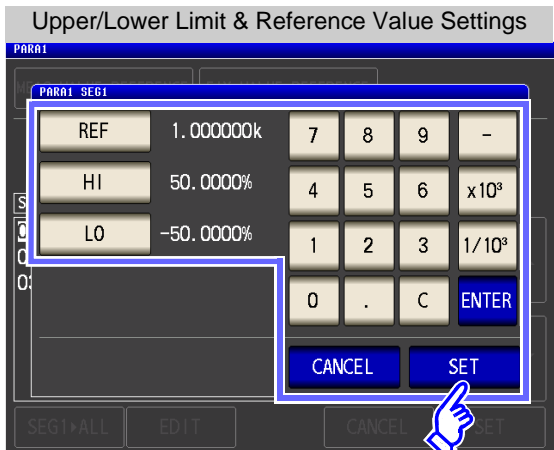 Upper/Lower Limit & Reference Value Settings
PARA1
PARA1 SEG1
REF 1.000000k 7 8 9 -
HI 50.0000% 4 5 6 x10³
LO -50.0000% 1 2 3 1/10³
0 . C ENTER
CANCEL SET
SEG1▸ALL EDIT CANCEL SET